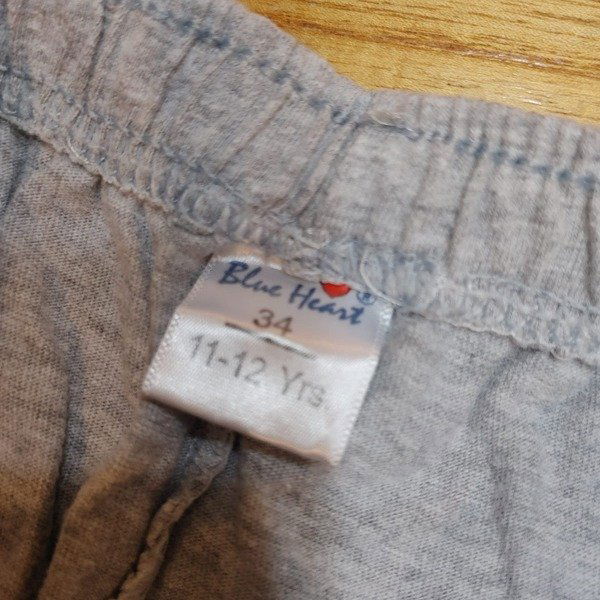 Blue Heart ®
34
11-12 Yrs.